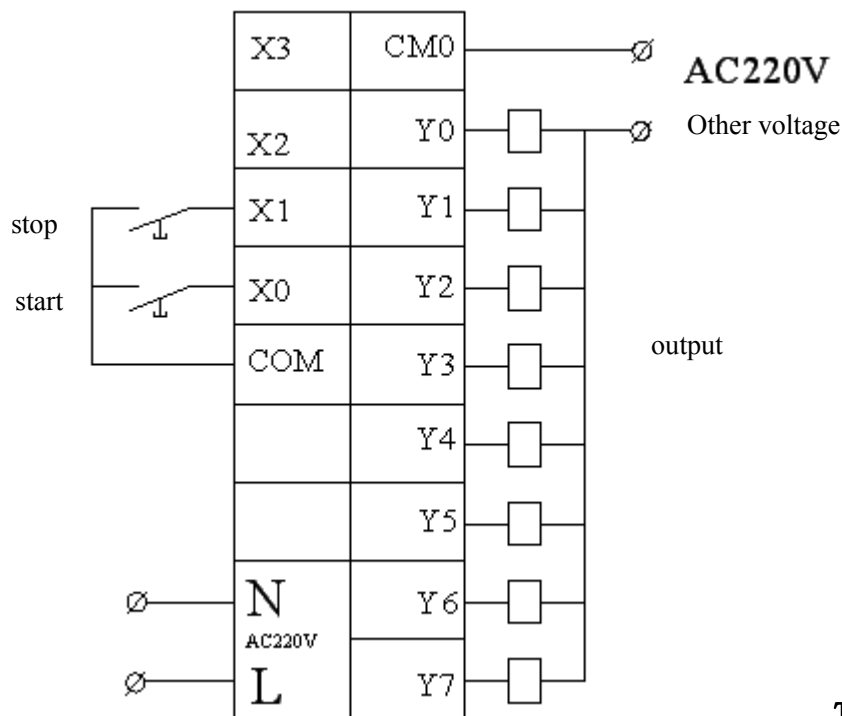 X3 CM0
AC220V
X2 Y0 Other voltage
stop X1 Y1
start X0 Y2
COM Y3 output
Y4
Y5
N Y6
AC220V
L Y7
T